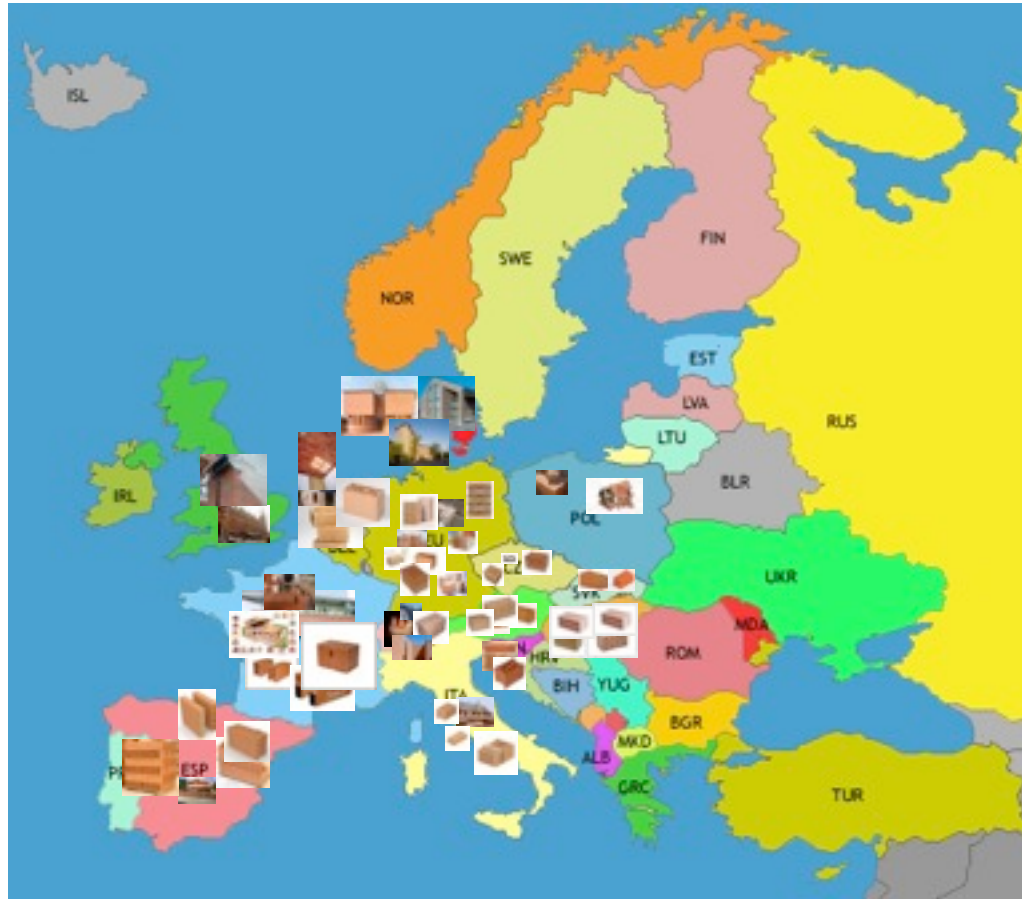 ISL
FIN
SWE
NOR
EST
LVA
RUS
LTU
BLR
IRL
POL
UKR
SVK
MDA
ROM
BIH
YUG
ITA
BGR
MKD
ALB
ESP
GRC
TUR